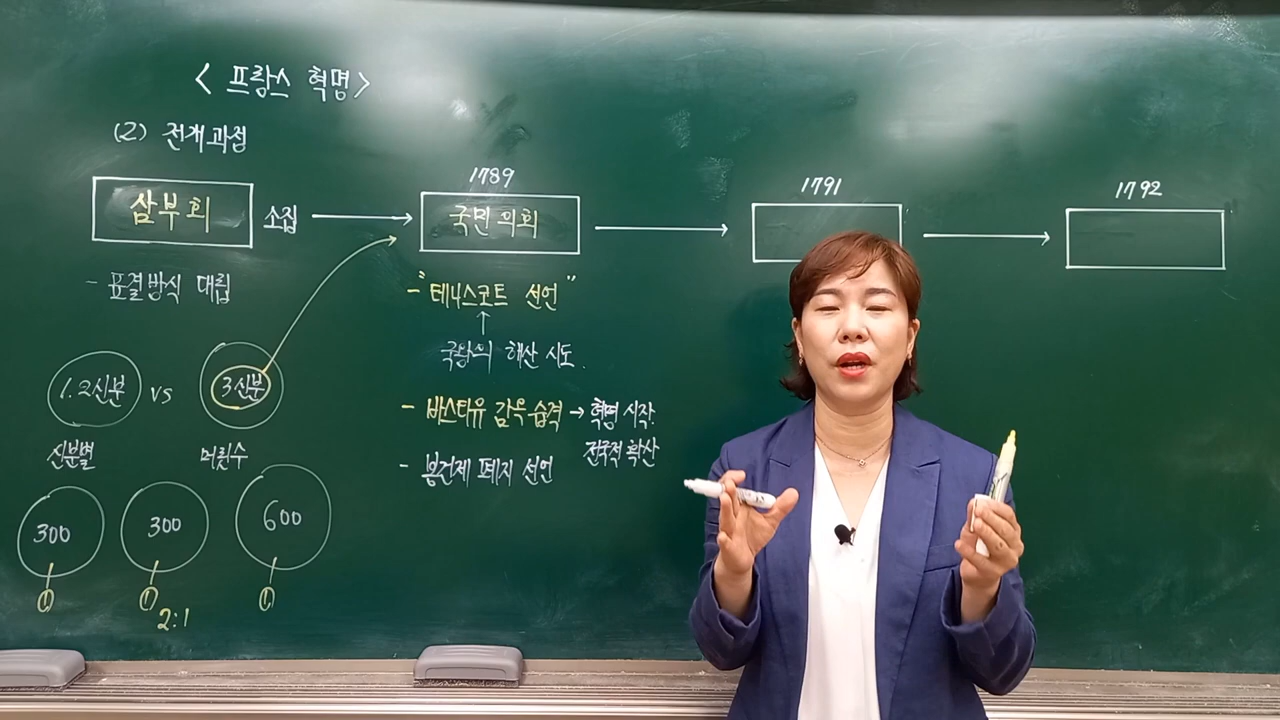 < 프랑스 혁명 >
(2) 전개과정
삼부회 소집
1789
국민의회
1791
1792
- 표결방식 대립
1.2신분 vs 3신분
신분별 머릿수
300 300 600
① ① ①
2:1
- "테니스코트 선언"
국왕의 해산 시도.
- 바스티유 감옥 습격 → 혁명 시작.
전국적 확산
- 봉건제 폐지 선언